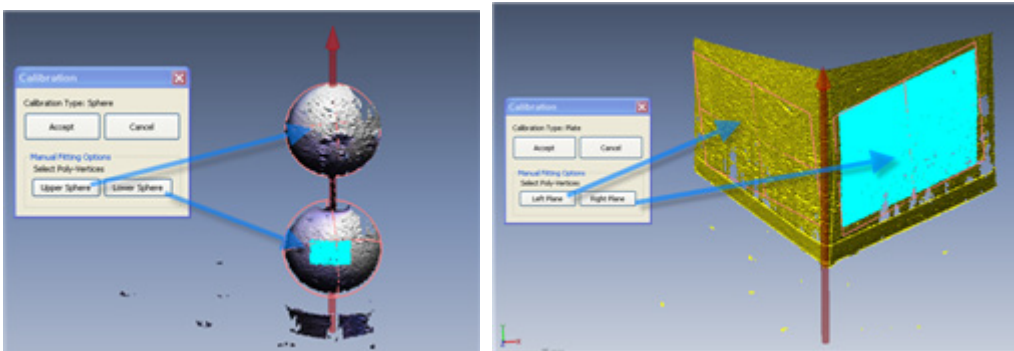 Calibration
Calibration Type: Sphere
Accept
Cancel
Manual Fitting Options
Select Poly-Vertices
Upper Sphere
Lower Sphere
Calibration
Calibration Type: Plate
Accept
Cancel
Manual Fitting Options
Select Poly-Vertices
Left Plane
Right Plane